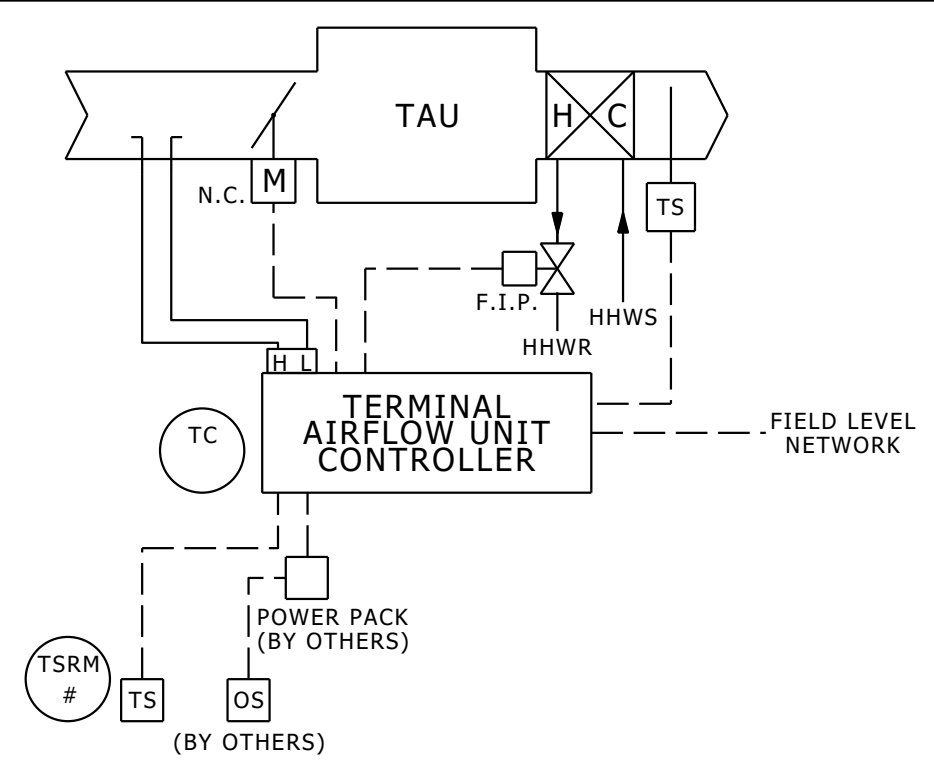 TAU
H C
M
N.C.
TS
F.I.P.
HHWS
HHWR
H L
TERMINAL
AIRFLOW UNIT
CONTROLLER
TC
FIELD LEVEL
NETWORK
POWER PACK
(BY OTHERS)
TSRM
#
TS
OS
(BY OTHERS)